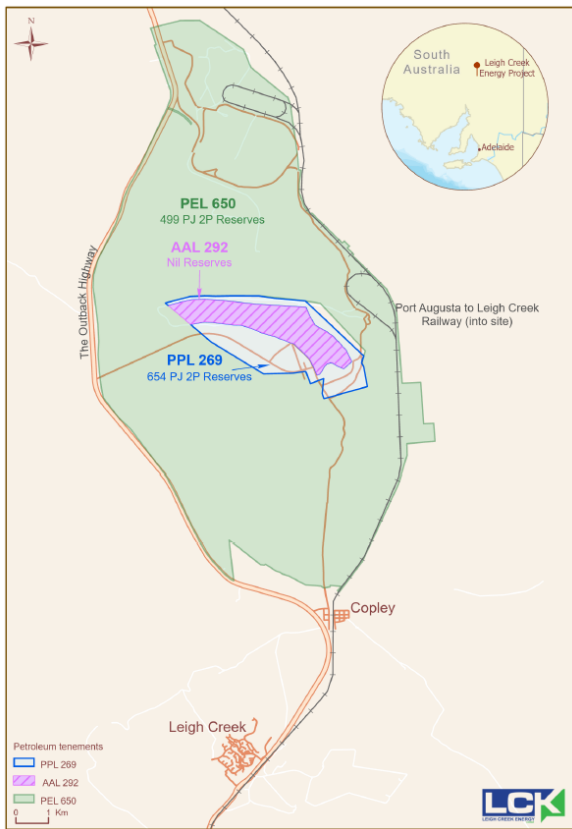 N
South
Australia
Leigh Creek
Energy Project
Adelaide
PEL 650
499 PJ 2P Reserves
AAL 292
Nil Reserves
The Outback Highway
Port Augusta to Leigh Creek
Railway (into site)
PPL 269
654 PJ 2P Reserves
Copley
Leigh Creek
Petroleum tenements
PPL 269
AAL 292
PEL 650
0 1 Km
LCK
LEIGH CREEK ENERGY